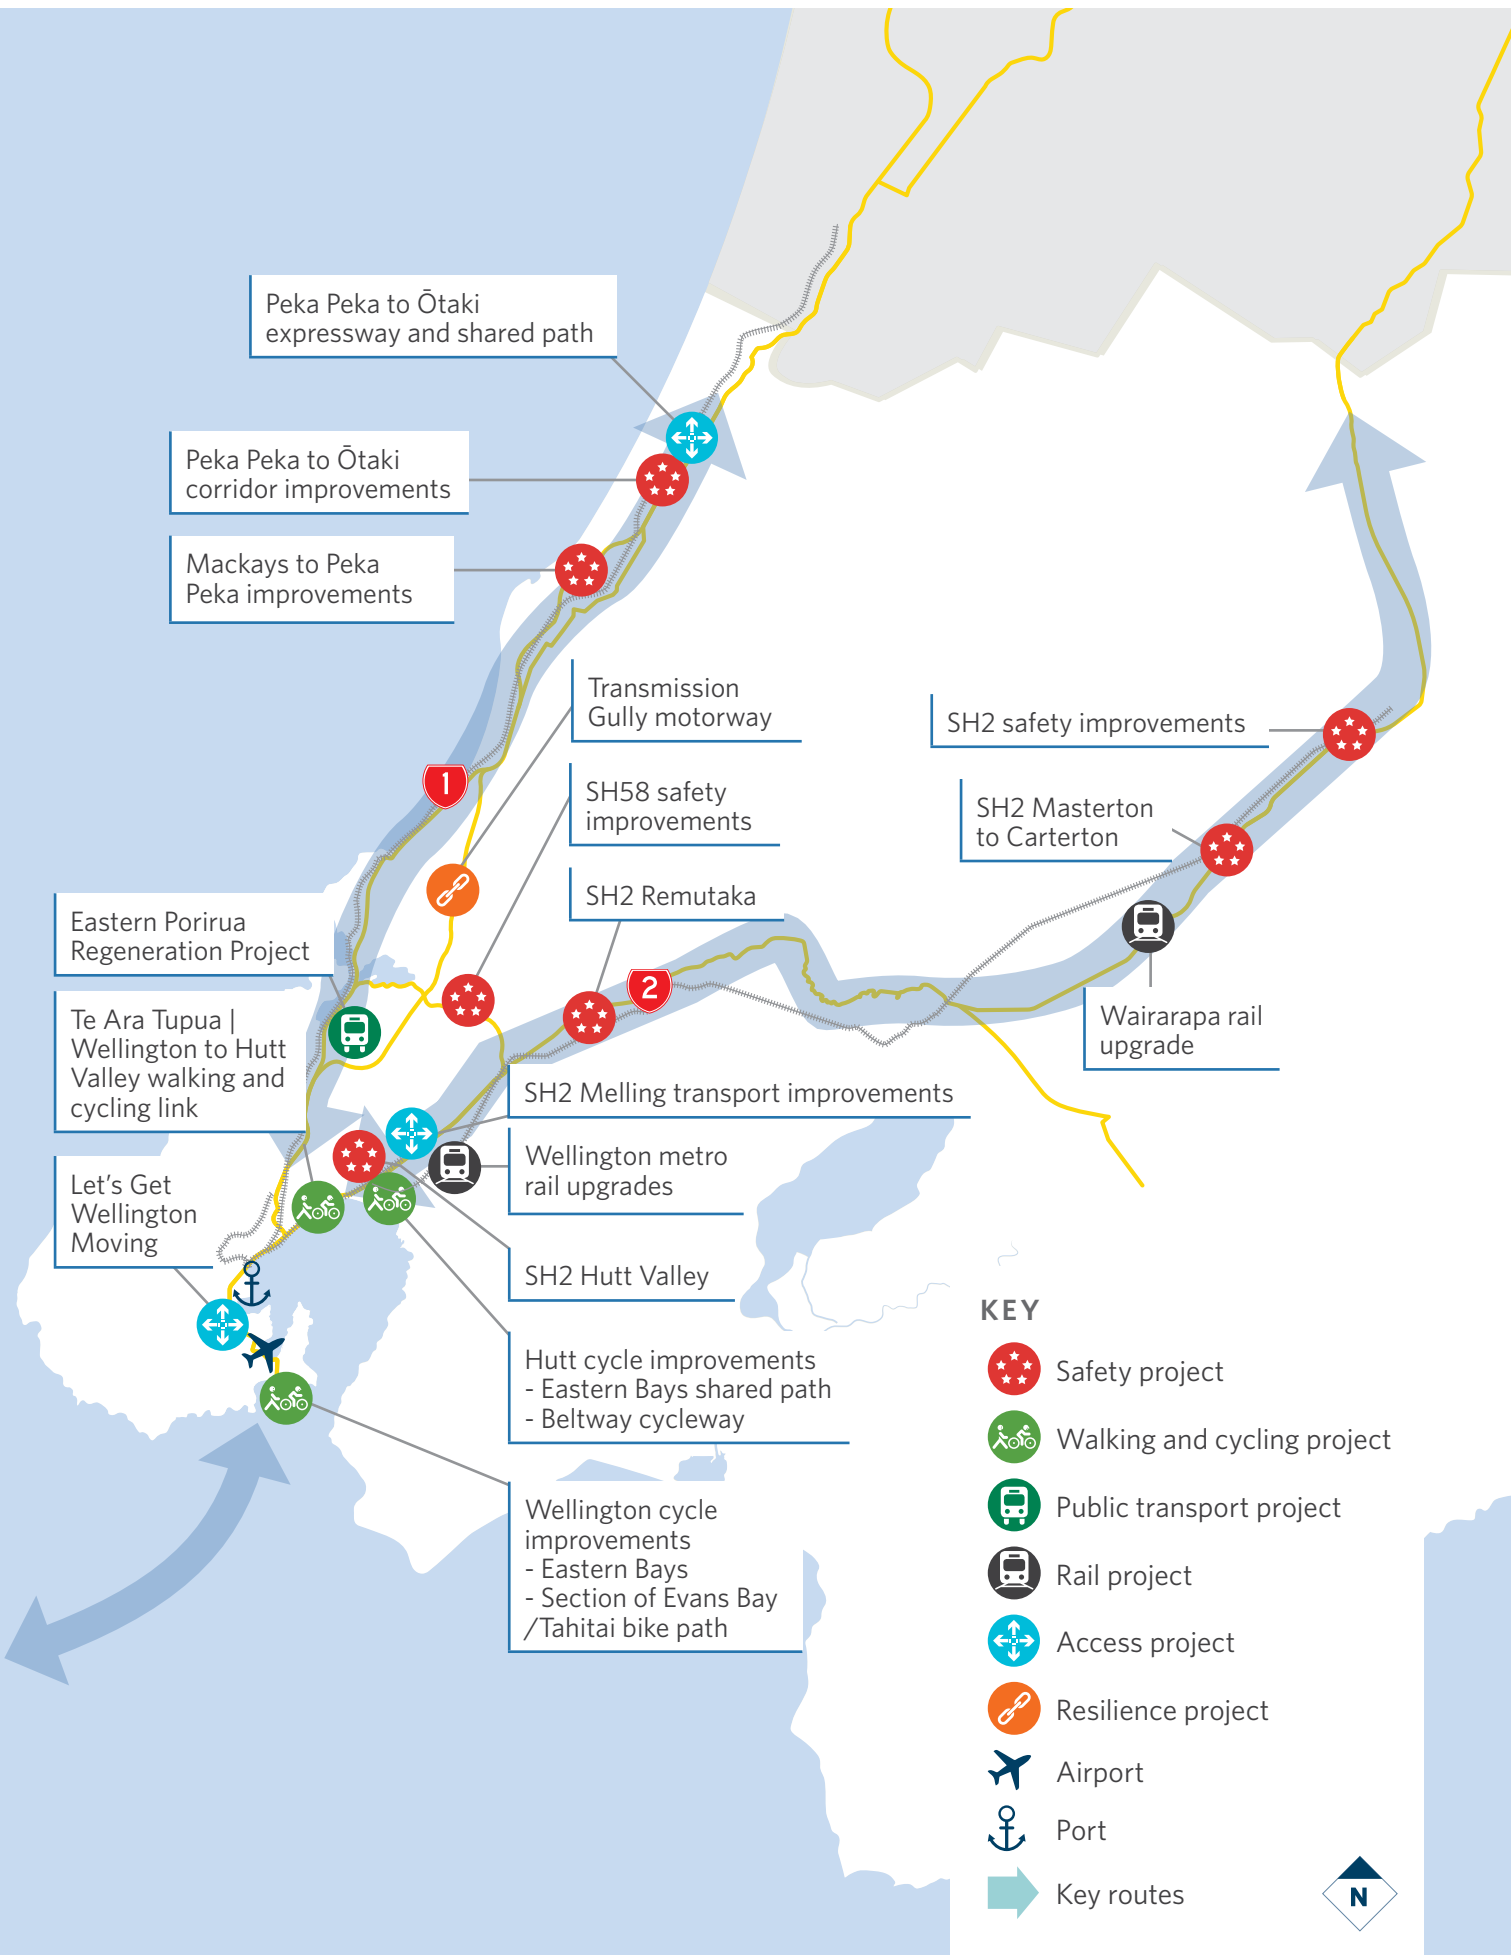 Peka Peka to Ōtaki
expressway and shared path
Peka Peka to Ōtaki
corridor improvements
Mackays to Peka
Peka improvements
Transmission
Gully motorway
SH2 safety improvements
1
SH58 safety
improvements
SH2 Masterton
to Carterton
SH2 Remutaka
Eastern Porirua
Regeneration Project
2
Te Ara Tupua |
Wellington to Hutt
Valley walking and
cycling link
Wairarapa rail
upgrade
SH2 Melling transport improvements
Wellington metro
rail upgrades
Let's Get
Wellington
Moving
SH2 Hutt Valley
Hutt cycle improvements
- Eastern Bays shared path
- Beltway cycleway
Wellington cycle
improvements
- Eastern Bays
- Section of Evans Bay
/Tahitai bike path
KEY
Safety project
Walking and cycling project
Public transport project
Rail project
Access project
Resilience project
Airport
Port
Key routes
N